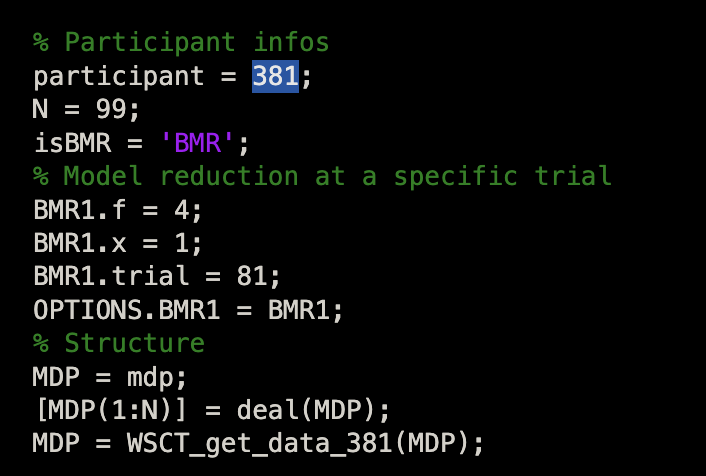 % Participant infos
participant = 381;
N = 99;
isBMR = 'BMR';
% Model reduction at a specific trial
BMR1.f = 4;
BMR1.x = 1;
BMR1.trial = 81;
OPTIONS.BMR1 = BMR1;
% Structure
MDP = mdp;
[MDP(1:N)] = deal(MDP);
MDP = WSCT_get_data_381(MDP);